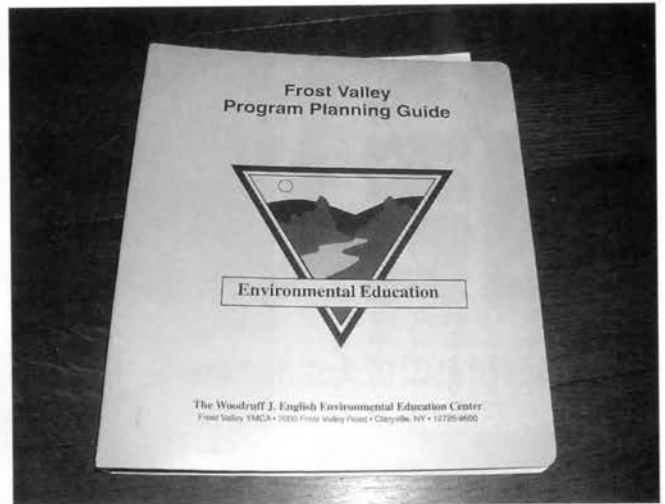 Frost Valley
Program Planning Guide
Environmental Education
The Woodruff J. English Environmental Education Center
Frost Valley YMCA • 2000 Frost Valley Road • Claryville, NY • 12725-9600